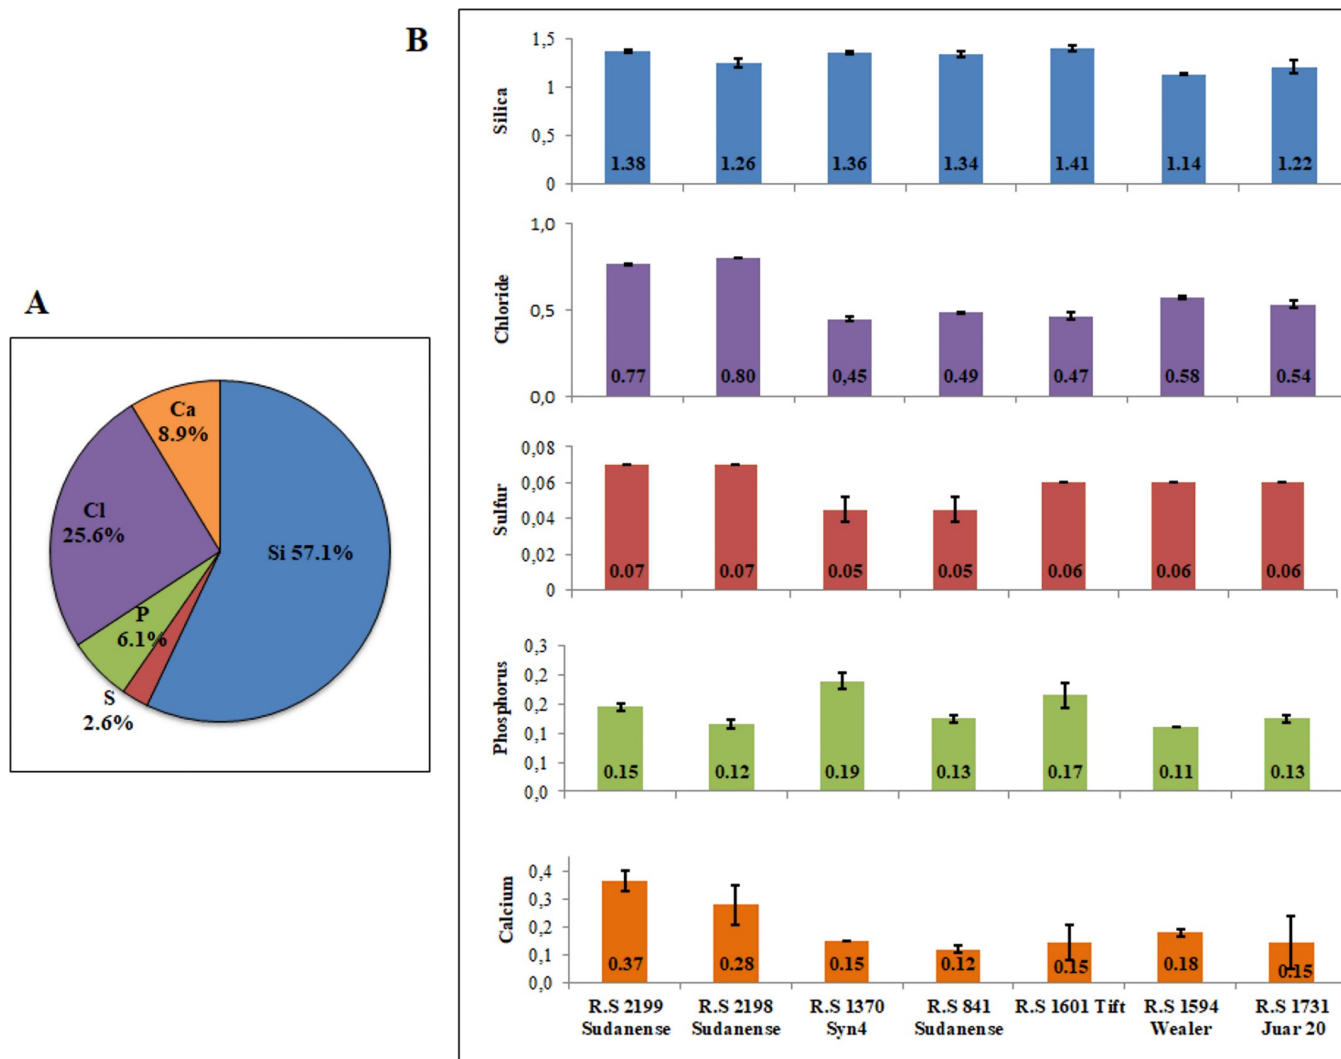 A
Ca
8.9%
Cl
25.6%
Si 57.1%
P
6.1%
S
2.6%
B
Silica
1,5
1
0,5
0
1.38
1.26
1.36
1.34
1.41
1.14
1.22
Chloride
1,0
0,5
0,0
0.77
0.80
0,45
0.49
0.47
0.58
0.54
Sulfur
0,08
0,06
0,04
0,02
0
0.07
0.07
0.05
0.05
0.06
0.06
0.06
Phosphorus
0,3
0,2
0,2
0,1
0,1
0,0
0.15
0.12
0.19
0.13
0.17
0.11
0.13
Calcium
0,4
0,3
0,2
0,1
0,0
0.37
0.28
0.15
0.12
0.15
0.18
0.15
R.S 2199
Sudanense
R.S 2198
Sudanense
R.S 1370
Syn4
R.S 841
Sudanense
R.S 1601 Tift
R.S 1594
Wealer
R.S 1731
Juar 20